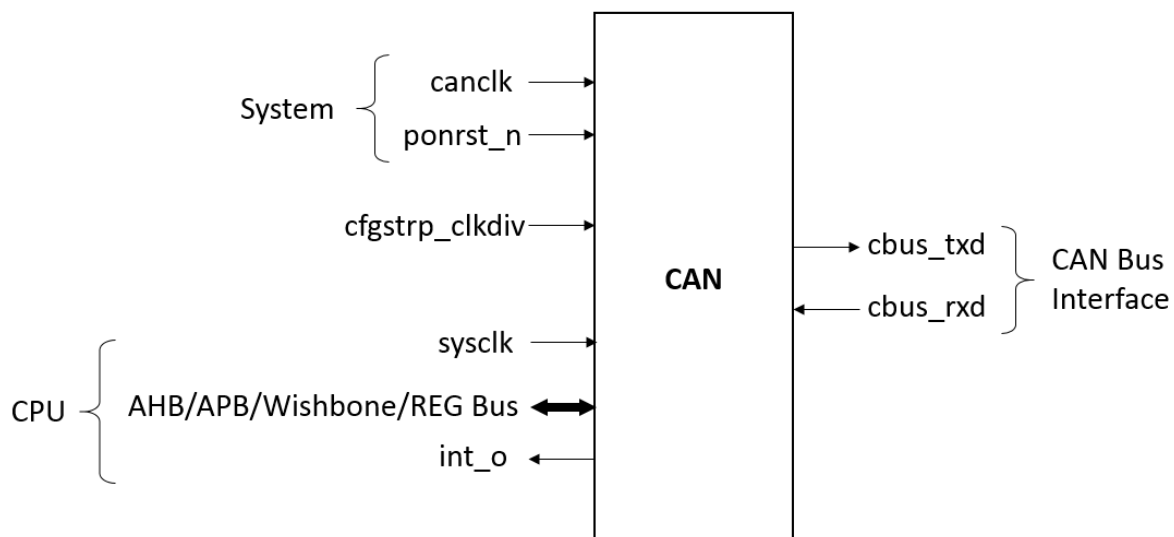 canclk
System
ponrst_n
cfgstrp_clkdiv
cbus_txd
CAN Bus
Interface
CAN
cbus_rxd
sysclk
CPU
AHB/APB/Wishbone/REG Bus
int_o